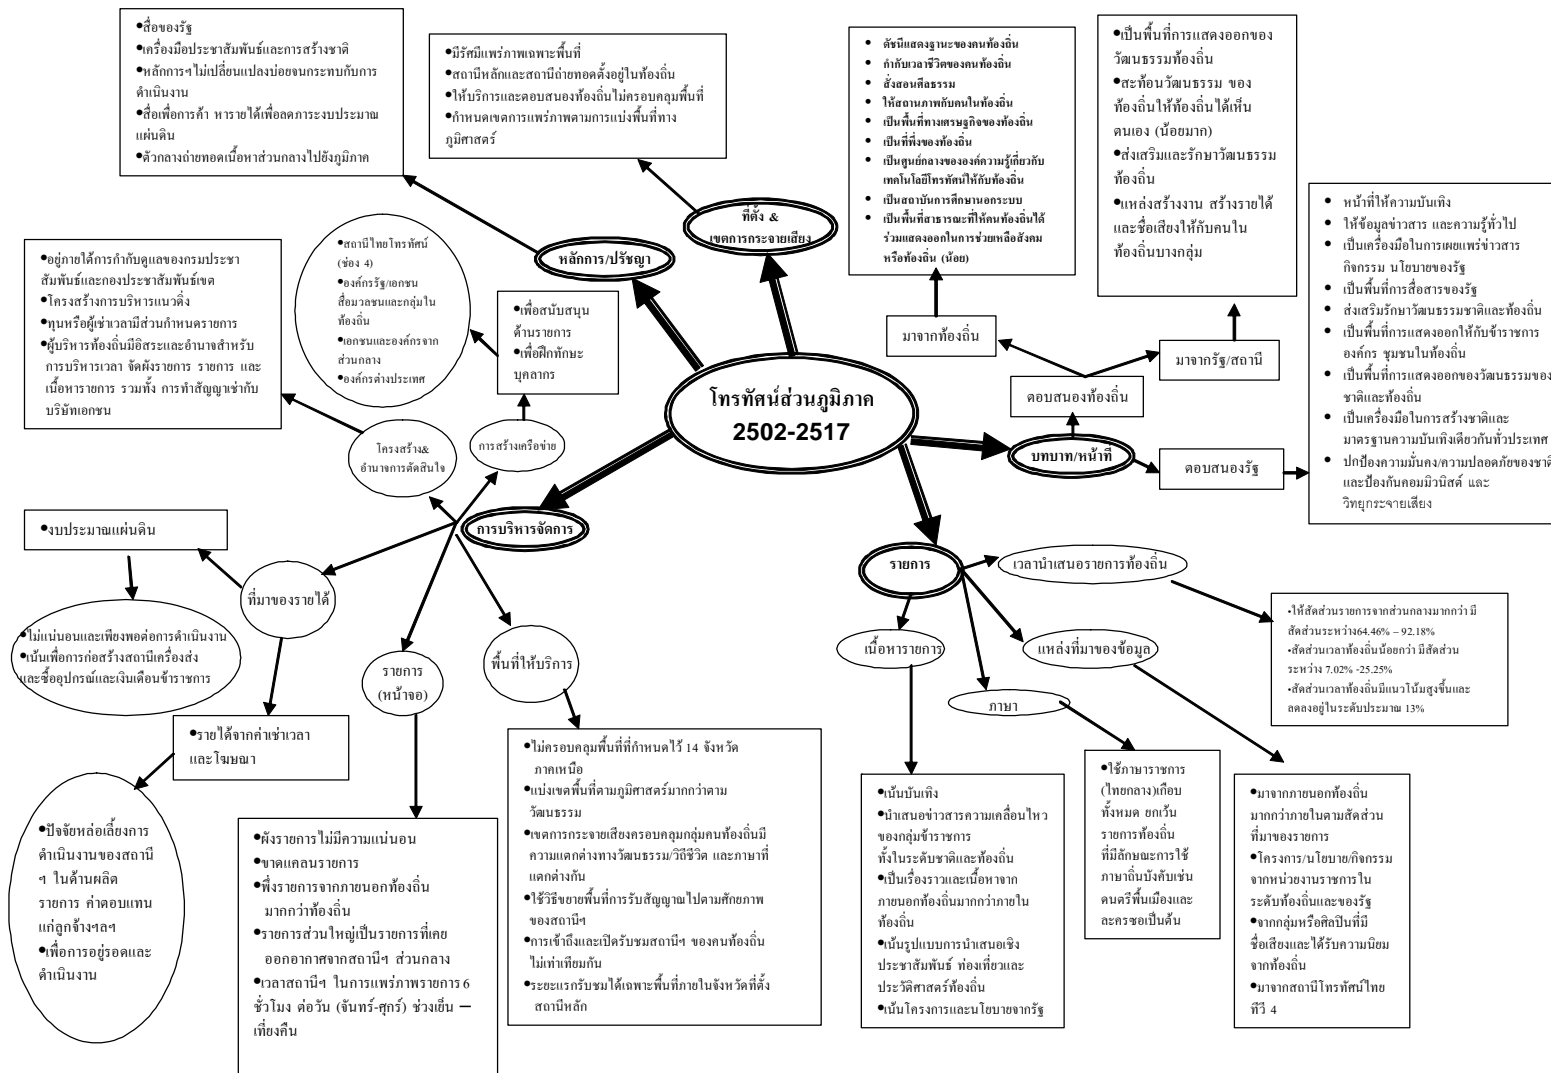 ●สื่อของรัฐ
●เครื่องมือประชาสัมพันธ์และการสร้างชาติ
●หลักการฯไม่เปลี่ยนแปลงบ่อยจนกระทบกับการ
ดำเนินงาน
●สื่อเพื่อการค้า หารายได้เพื่อลดภาระงบประมาณ
แผ่นดิน
●ตัวกลางถ่ายทอดเนื้อหาส่วนกลางไปยังภูมิภาค
●มีรัศมีแพร่ภาพเฉพาะพื้นที่
●สถานีหลักและสถานีถ่ายทอดตั้งอยู่ในท้องถิ่น
●ให้บริการและตอบสนองท้องถิ่นไม่ครอบคลุมพื้นที่
●กำหนดเขตการแพร่ภาพตามการแบ่งพื้นที่ทาง
ภูมิศาสตร์
• ดัชนีแสดงฐานะของคนท้องถิ่น
• กำกับเวลาชีวิตของคนท้องถิ่น
• สั่งสอนศีลธรรม
• ให้สถานภาพกับคนในท้องถิ่น
• เป็นพื้นที่ทางเศรษฐกิจของท้องถิ่น
• เป็นที่พึ่งของท้องถิ่น
• เป็นศูนย์กลางขององค์ความรู้เกี่ยวกับ
เทคโนโลยีโทรทัศน์ให้กับท้องถิ่น
• เป็นสถาบันการศึกษานอกระบบ
• เป็นพื้นที่สาธารณะที่ให้คนท้องถิ่นได้
ร่วมแสดงออกในการช่วยเหลือสังคม
หรือท้องถิ่น (น้อย)
●เป็นพื้นที่การแสดงออกของ
วัฒนธรรมท้องถิ่น
●สะท้อนวัฒนธรรม ของ
ท้องถิ่นให้ท้องถิ่นได้เห็น
ตนเอง (น้อยมาก)
●ส่งเสริมและรักษาวัฒนธรรม
ท้องถิ่น
●แหล่งสร้างงาน สร้างรายได้
และชื่อเสียงให้กับคนใน
ท้องถิ่นบางกลุ่ม
• หน้าที่ให้ความบันเทิง
• ให้ข้อมูลข่าวสาร และความรู้ทั่วไป
• เป็นเครื่องมือในการเผยแพร่ข่าวสาร
กิจกรรม นโยบายของรัฐ
• เป็นพื้นที่การสื่อสารของรัฐ
• ส่งเสริมรักษาวัฒนธรรมชาติและท้องถิ่น
• เป็นพื้นที่การแสดงออกให้กับข้าราชการ
องค์กร ชุมชนในท้องถิ่น
• เป็นพื้นที่การแสดงออกของวัฒนธรรมของ
ชาติและท้องถิ่น
• เป็นเครื่องมือในการสร้างชาติและ
มาตรฐานความบันเทิงเดียวกันทั่วประเทศ
• ปกป้องความมั่นคง/ความปลอดภัยของชาติ
และป้องกันคอมมิวนิสต์ และ
วิทยุกระจายเสียง
ที่ตั้ง &
เขตการกระจายเสียง
หลักการ/ปรัชญา
●สถานีไทยโทรทัศน์
(ช่อง 4)
●องค์กรรัฐ/เอกชน
สื่อมวลชนและกลุ่มใน
ท้องถิ่น
●เอกชนและองค์กรจาก
ส่วนกลาง
●องค์กรต่างประเทศ
●อยู่ภายใต้การกำกับดูแลของกรมประชา
สัมพันธ์และกองประชาสัมพันธ์เขต
●โครงสร้างการบริหารแนวดิ่ง
●ทุนหรือผู้เช่าเวลามีส่วนกำหนดรายการ
●ผู้บริหารท้องถิ่นมีอิสระและอำนาจสำหรับ
การบริหารเวลา จัดผังรายการ รายการ และ
เนื้อหารายการ รวมทั้ง การทำสัญญาเช่ากับ
บริษัทเอกชน
●เพื่อสนับสนุน
ด้านรายการ
●เพื่อฝึกทักษะ
บุคลากร
มาจากท้องถิ่น
มาจากรัฐ/สถานี
ตอบสนองท้องถิ่น
โทรทัศน์ส่วนภูมิภาค
2502-2517
โครงสร้าง&
อำนาจการตัดสินใจ
การสร้างเครือข่าย
บทบาท/หน้าที่
ตอบสนองรัฐ
การบริหารจัดการ
●งบประมาณแผ่นดิน
รายการ
เวลานำเสนอรายการท้องถิ่น
ที่มาของรายได้
●ไม่แน่นอนและเพียงพอต่อการดำเนินงาน
●เน้นเพื่อการก่อสร้างสถานีเครื่องส่ง
และซื้ออุปกรณ์และเงินเดือนข้าราชการ
รายการ
(หน้าจอ)
พื้นที่ให้บริการ
เนื้อหารายการ
แหล่งที่มาของข้อมูล
ภาษา
•ให้สัดส่วนรายการจากส่วนกลางมากกว่า มี
สัดส่วนระหว่าง64.46% – 92.18%
•สัดส่วนเวลาท้องถิ่นน้อยกว่า มีสัดส่วน
ระหว่าง 7.02% -25.25%
•สัดส่วนเวลาท้องถิ่นมีแนวโน้มสูงขึ้นและ
ลดลงอยู่ในระดับประมาณ 13%
●รายได้จากค่าเช่าเวลา
และโฆษณา
●ปัจจัยหล่อเลี้ยงการ
ดำเนินงานของสถานี
ฯ ในด้านผลิต
รายการ ค่าตอบแทน
แก่ลูกจ้างฯลฯ
●เพื่อการอยู่รอดและ
ดำเนินงาน
●ผังรายการไม่มีความแน่นอน
●ขาดแคลนรายการ
●พึ่งรายการจากภายนอกท้องถิ่น
มากกว่าท้องถิ่น
●รายการส่วนใหญ่เป็นรายการที่เคย
ออกอากาศจากสถานีฯ ส่วนกลาง
●เวลาสถานีฯ ในการแพร่ภาพรายการ 6
ชั่วโมง ต่อวัน (จันทร์-ศุกร์) ช่วงเย็น –
เที่ยงคืน
●ไม่ครอบคลุมพื้นที่ที่กำหนดไว้ 14 จังหวัด
ภาคเหนือ
●แบ่งเขตพื้นที่ตามภูมิศาสตร์มากกว่าตาม
วัฒนธรรม
●เขตการกระจายเสียงครอบคลุมกลุ่มคนท้องถิ่นมี
ความแตกต่างทางวัฒนธรรม/วิถีชีวิต และภาษาที่
แตกต่างกัน
●ใช้วิธีขยายพื้นที่การรับสัญญาณไปตามศักยภาพ
ของสถานีฯ
●การเข้าถึงและเปิดรับชมสถานีฯ ของคนท้องถิ่น
ไม่เท่าเทียมกัน
●ระยะแรกรับชมได้เฉพาะพื้นที่ภายในจังหวัดที่ตั้ง
สถานีหลัก
●เน้นบันเทิง
●นำเสนอข่าวสารความเคลื่อนไหว
ของกลุ่มข้าราชการ
ทั้งในระดับชาติและท้องถิ่น
●เป็นเรื่องราวและเนื้อหาจาก
ภายนอกท้องถิ่นมากกว่าภายใน
ท้องถิ่น
●เน้นรูปแบบการนำเสนอเชิง
ประชาสัมพันธ์ ท่องเที่ยวและ
ประวัติศาสตร์ท้องถิ่น
●เน้นโครงการและนโยบายจากรัฐ
●ใช้ภาษาราชการ
(ไทยกลาง)เกือบ
ทั้งหมด ยกเว้น
รายการท้องถิ่น
ที่มีลักษณะการใช้
ภาษาถิ่นบังคับเช่น
ดนตรีพื้นเมืองและ
ละครซอเป็นต้น
●มาจากภายนอกท้องถิ่น
มากกว่าภายในตามสัดส่วน
ที่มาของรายการ
●โครงการ/นโยบาย/กิจกรรม
จากหน่วยงานราชการใน
ระดับท้องถิ่นและของรัฐ
●จากกลุ่มหรือศิลปินที่มี
ชื่อเสียงและได้รับความนิยม
จากท้องถิ่น
●มาจากสถานีโทรทัศน์ไทย
ทีวี 4